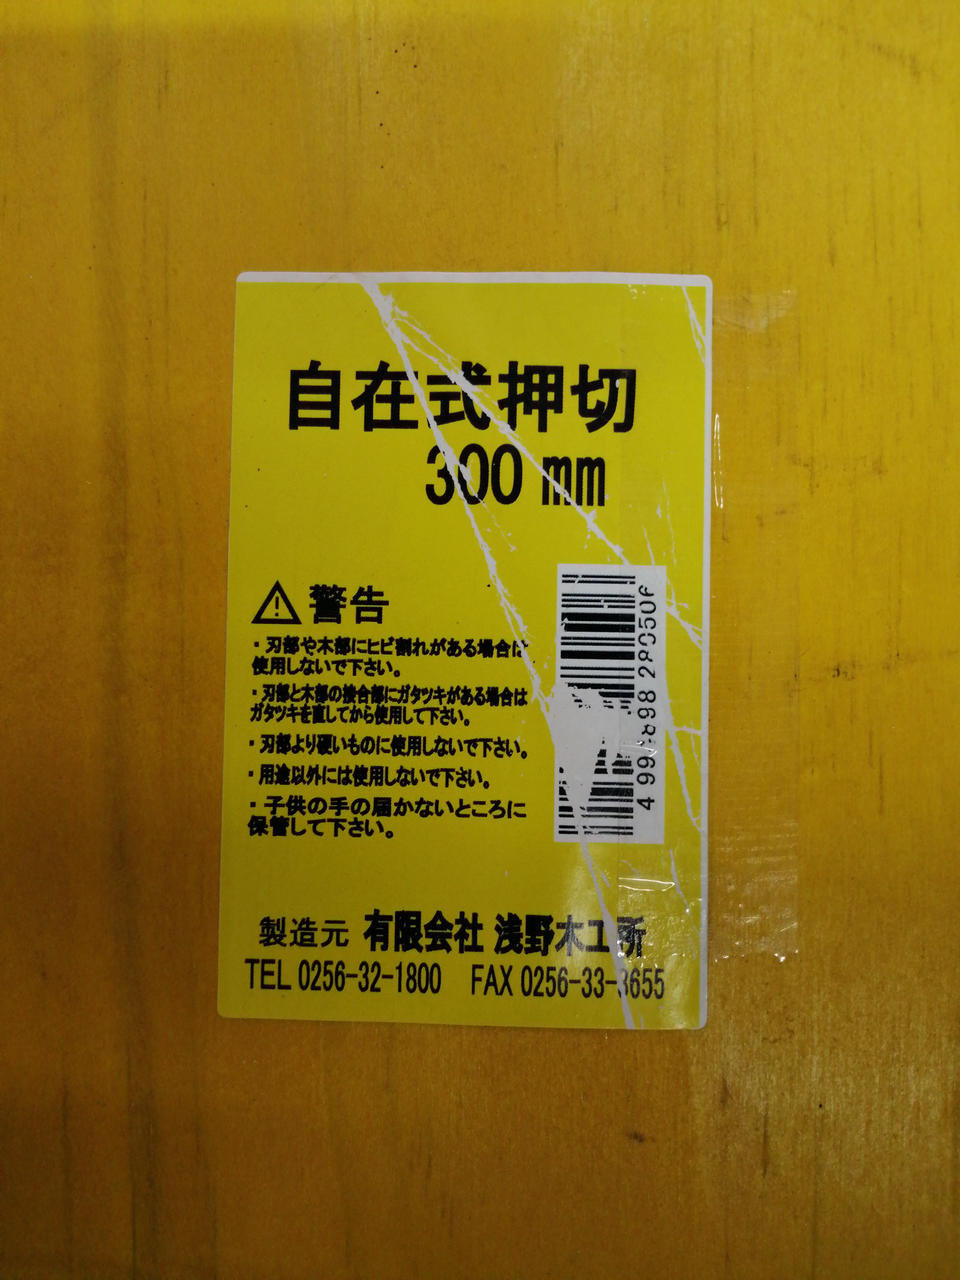 自在式押切
300 mm
警告
・刃部や木部にヒビ割れがある場合は
使用しないで下さい。
・刃部と木部の接合部にガタツキがある場合は
ガタツキを直してから使用して下さい。
・刃部より硬いものに使用しないで下さい。
・用途以外には使用しないで下さい。
・子供の手の届かないところに
保管して下さい。
製造元 有限会社 浅野木工所
TEL 0256-32-1800 FAX 0256-33-3655